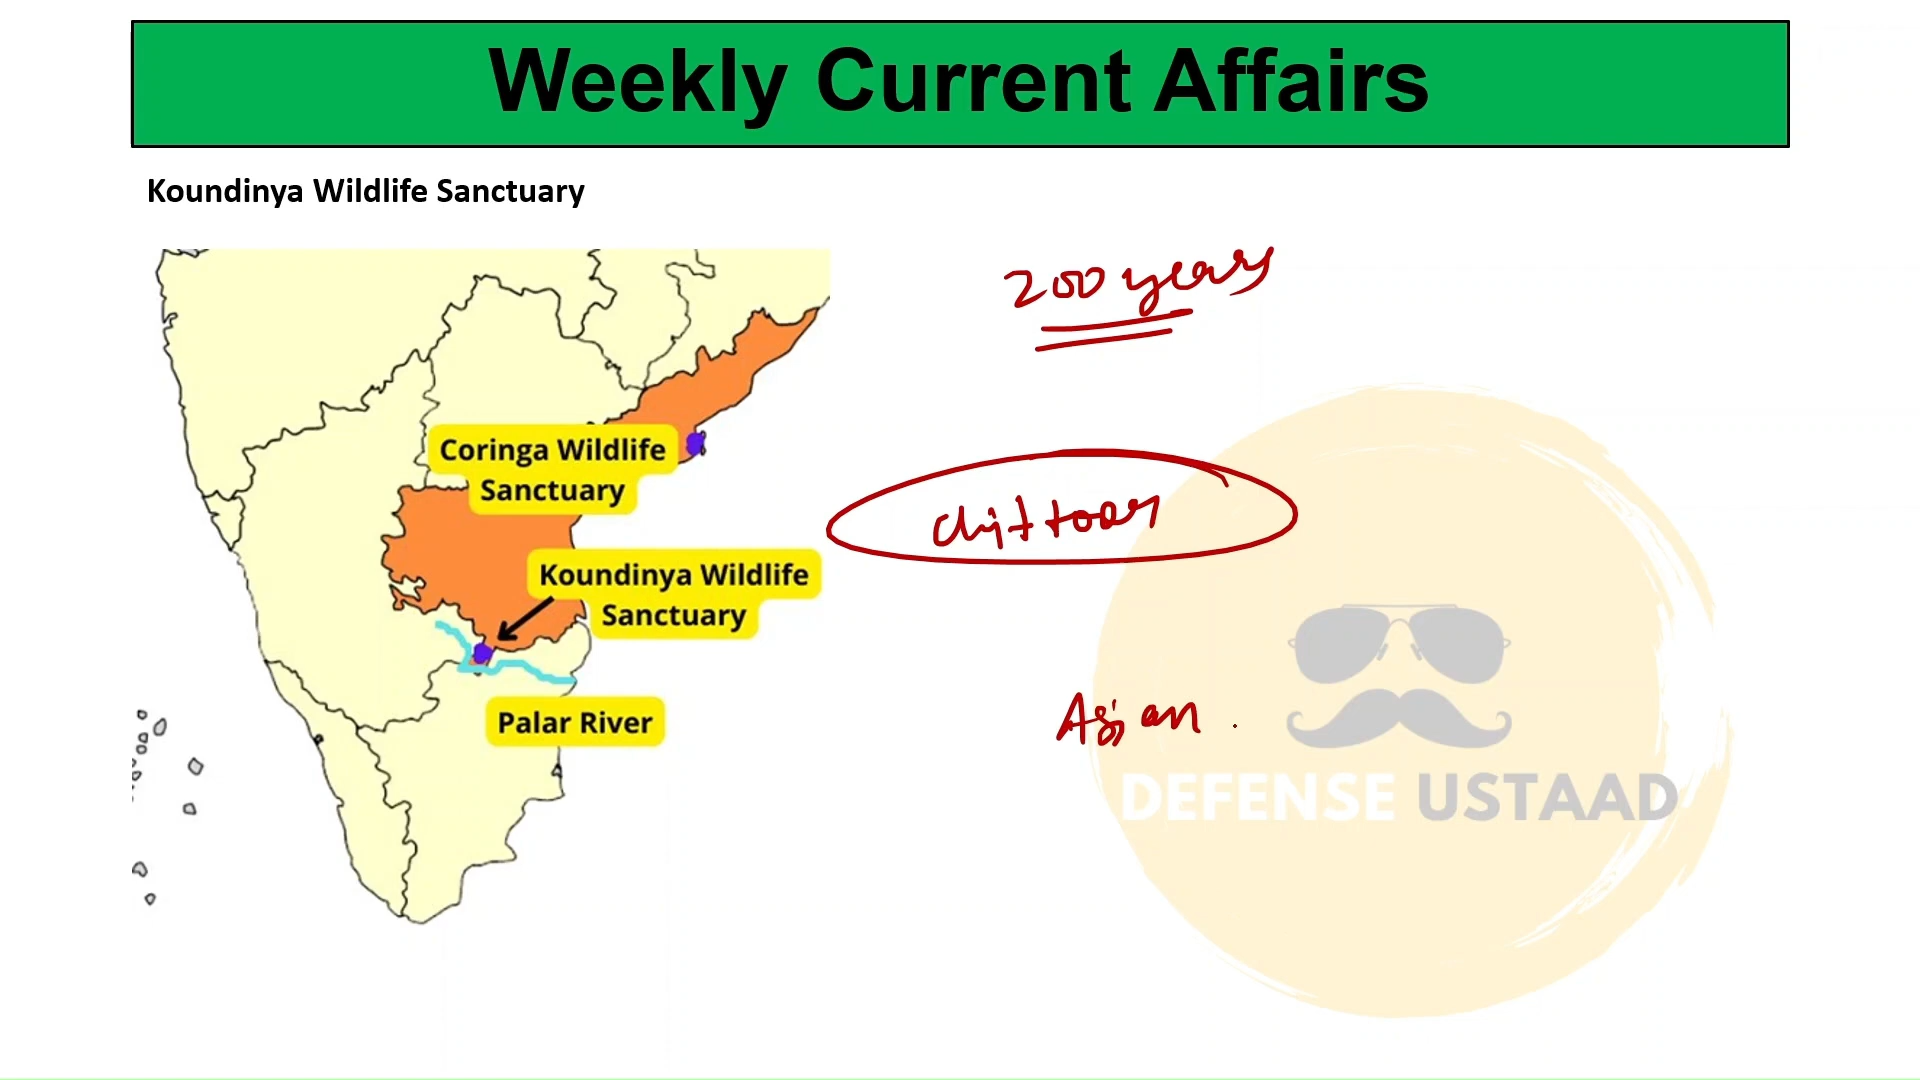 Weekly Current Affairs
Koundinya Wildlife Sanctuary
200 years
Coringa Wildlife
Sanctuary
chittoor
Koundinya Wildlife
Sanctuary
Palar River
Asian
DEFENSE USTAAD